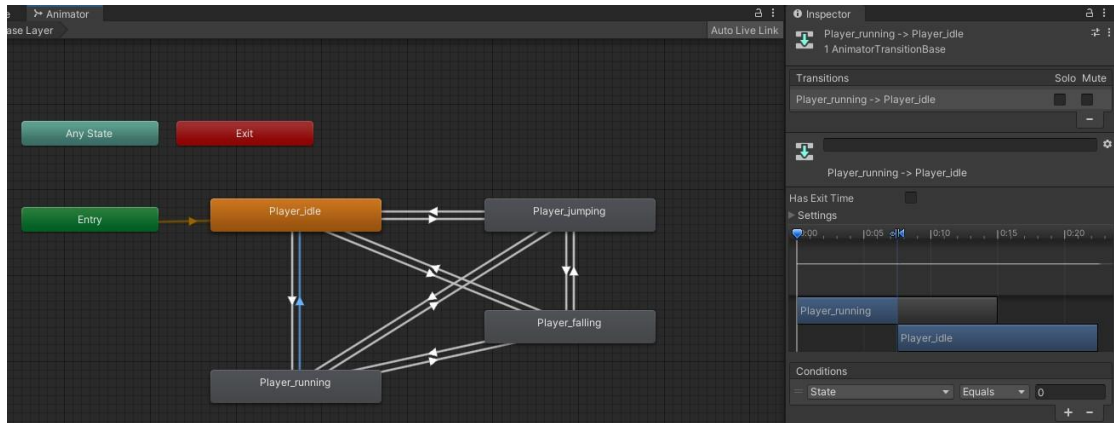 Animator
ase Layer
Auto Live Link
Any State
Exit
Entry
Player_idle
Player_jumping
Player_falling
Player_running
Inspector
Player_running -> Player_idle
1 AnimatorTransitionBase
Transitions
Solo Mute
Player_running -> Player_idle
Player_running -> Player_idle
Has Exit Time
Settings
0:00 0:05 0:10 0:15 0:20
Player_running
Player_idle
Conditions
State Equals 0